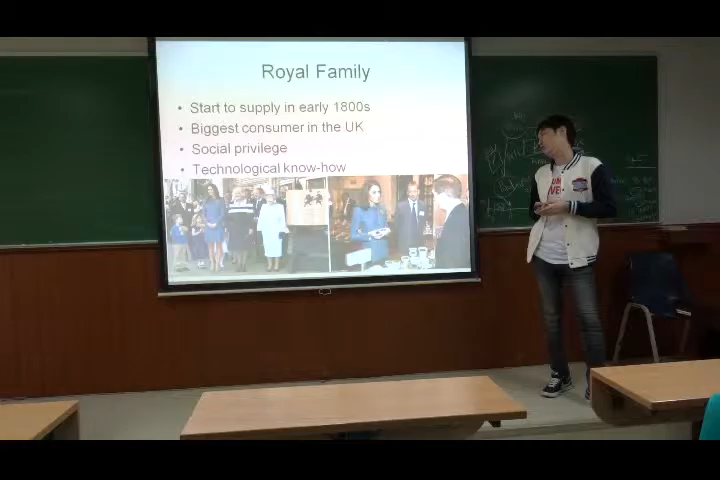 Royal Family
• Start to supply in early 1800s
• Biggest consumer in the UK
• Social privilege
• Technological know-how